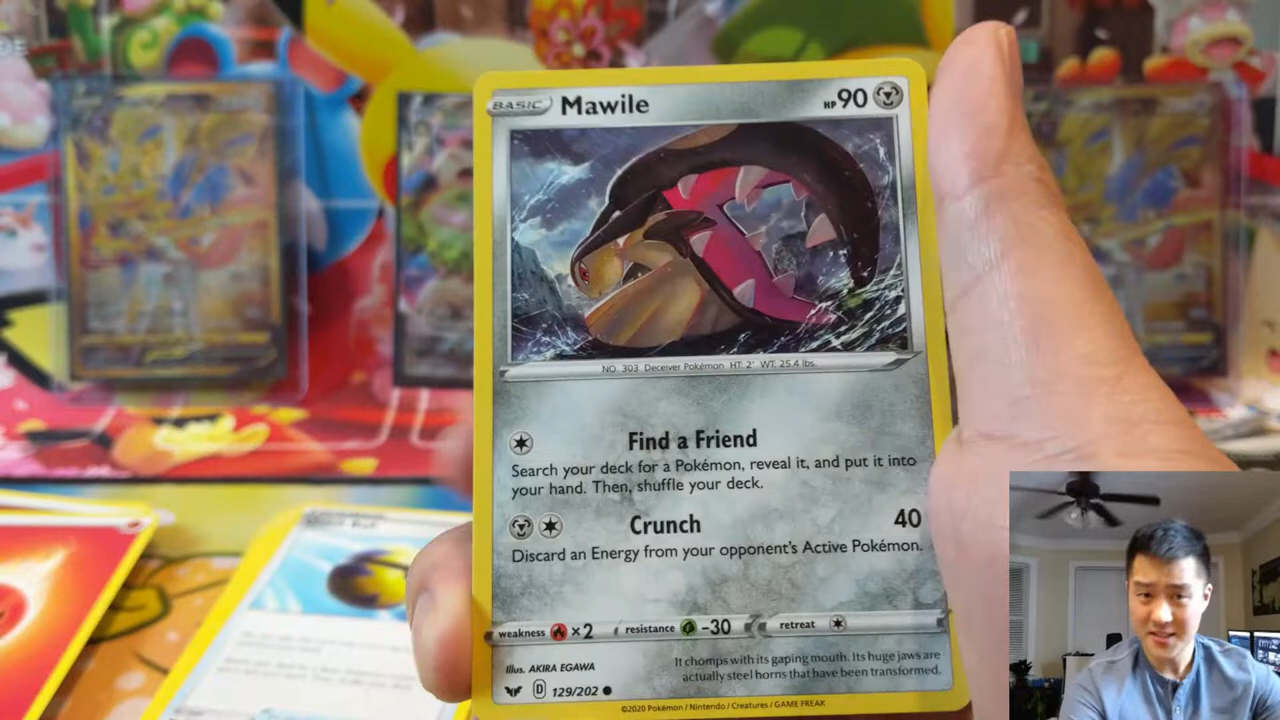 BASIC Mawile HP 90
NO. 303 Deceiver Pokémon HT: 2' WT: 25.4 lbs.
Find a Friend
Search your deck for a Pokémon, reveal it, and put it into
your hand. Then, shuffle your deck.
Crunch 40
Discard an Energy from your opponent's Active Pokémon.
weakness ×2 resistance -30 retreat
Illus. AKIRA EGAWA
It chomps with its gaping mouth. Its huge jaws are
actually steel horns that have been transformed.
D 129/202
©2020 Pokémon / Nintendo / Creatures / GAME FREAK